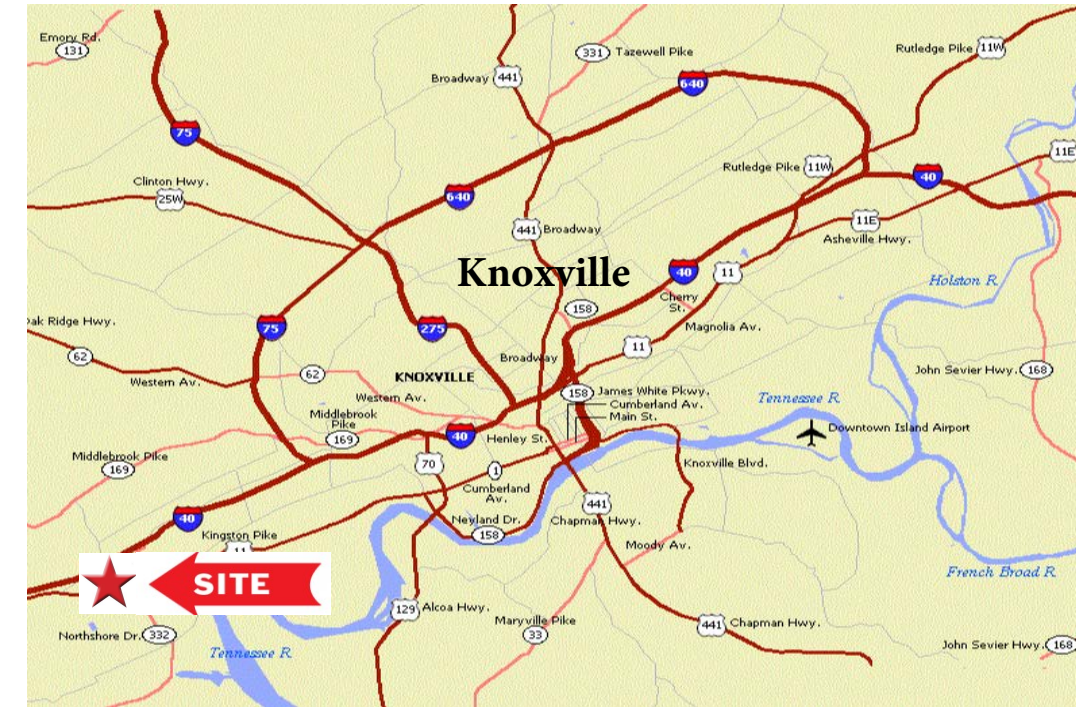 Emory Rd.
131
331 Tazewell Pike
Rutledge Pike 11W
Broadway 441
640
75
Rutledge Pike 11W
11E
Clinton Hwy.
25W
40
640
441 Broadway
11E
Asheville Hwy.
Knoxville
40
11
Holston R.
Cherry
St.
158
75
275
Magnolia Av.
ak Ridge Hwy.
62
11
Broadway
Western Av.
62
KNOXVILLE
John Sevier Hwy. 168
Western Av.
158 James White Pkwy.
Cumberland Av.
Main St.
Tennessee R.
Middlebrook
Pike
169
40
Henley St.
Downtown Island Airport
Middlebrook Pike
169
70
1
Knoxville Blvd.
Cumberland
Av.
441
40
Neyland Dr.
Chapman Hwy.
158
Kingston Pike
11
Moody Av.
SITE
French Broad R.
129 Alcoa Hwy.
Maryville Pike
33
441 Chapman Hwy.
Northshore Dr. 332
Tennessee R.
John Sevier Hwy. 168